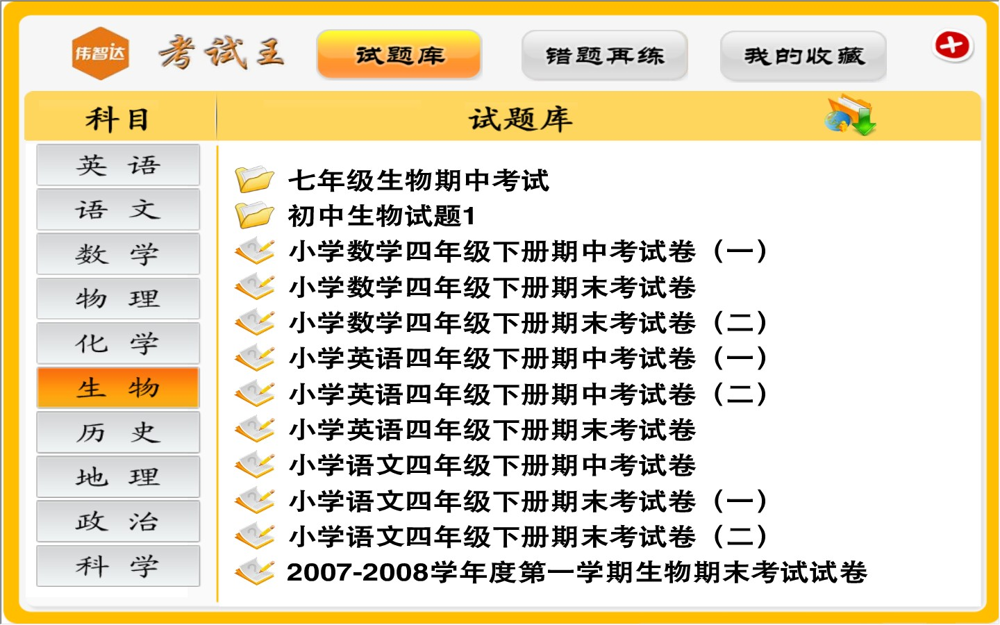 伟智达 考试王 试题库 错题再练 我的收藏
科目 试题库
英语
语文
数学
物理
化学
生物
历史
地理
政治
科学
七年级生物期中考试
初中生物试题1
小学数学四年级下册期中考试卷（一）
小学数学四年级下册期末考试卷
小学数学四年级下册期末考试卷（二）
小学英语四年级下册期中考试卷（一）
小学英语四年级下册期中考试卷（二）
小学英语四年级下册期末考试卷
小学语文四年级下册期中考试卷
小学语文四年级下册期末考试卷（一）
小学语文四年级下册期末考试卷（二）
2007-2008学年度第一学期生物期末考试试卷